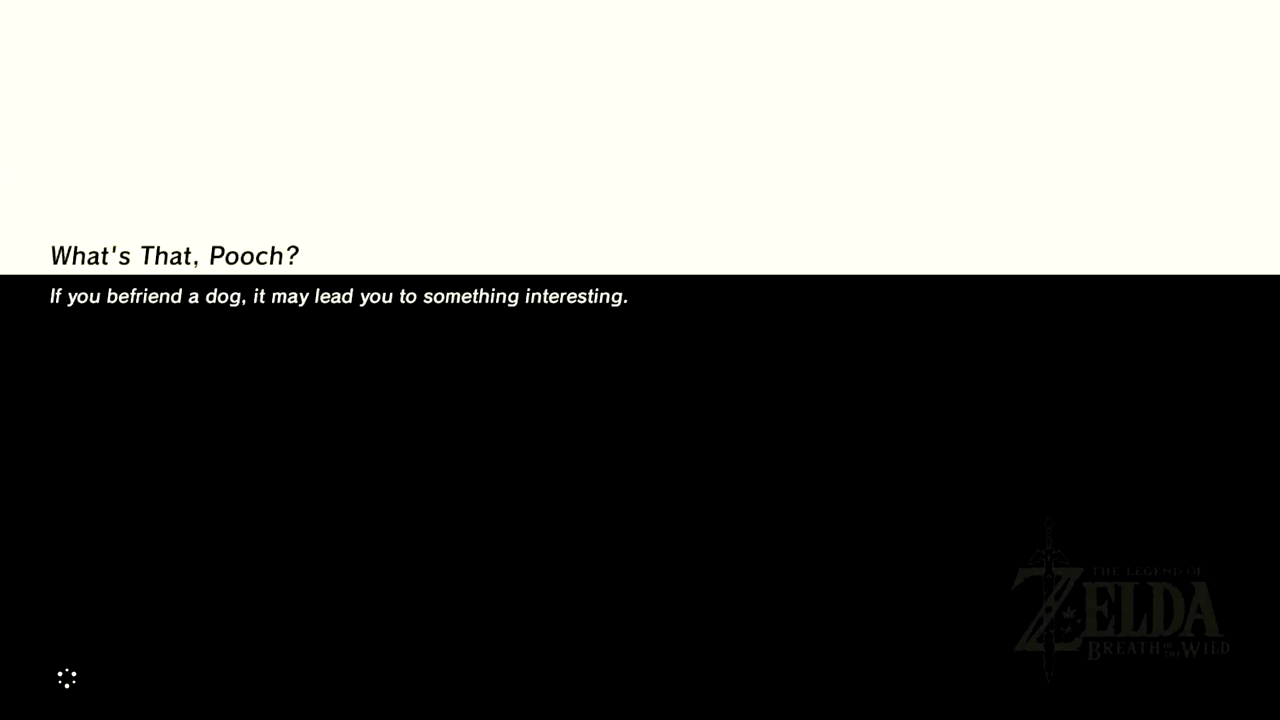 What's That, Pooch?
If you befriend a dog, it may lead you to something interesting.
THE LEGEND OF
ZELDA
BREATH OF THE WILD